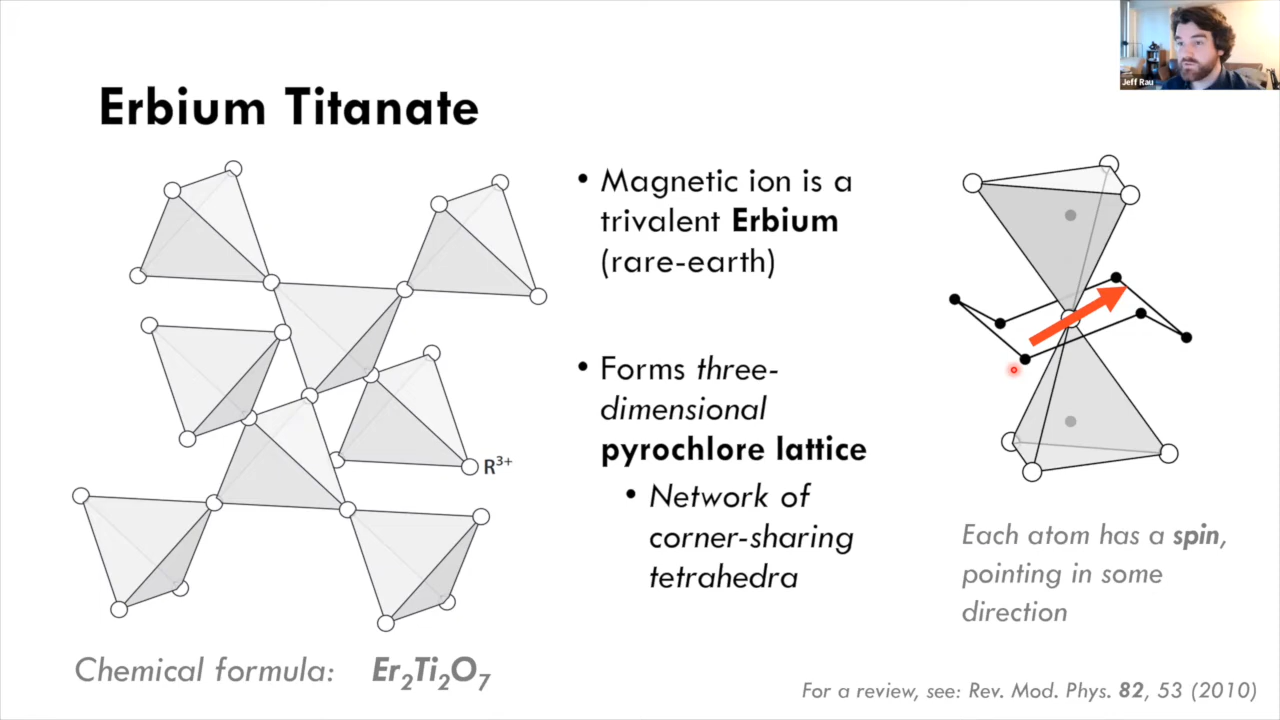 Jeff Rau
Erbium Titanate
• Magnetic ion is a
trivalent Erbium
(rare-earth)
• Forms three-
dimensional
pyrochlore lattice
• Network of
corner-sharing
tetrahedra
R³⁺
Each atom has a spin,
pointing in some
direction
Chemical formula: Er₂Ti₂O₇
For a review, see: Rev. Mod. Phys. 82, 53 (2010)